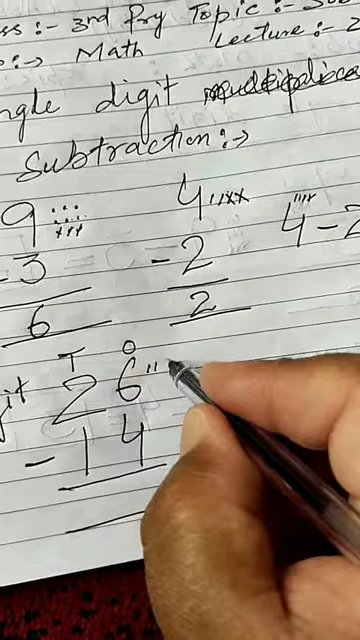 ss :- 3rd Pry Topic :- Su
Lecture :- 2
:-> Math
ngle digit
Subtraction :->
9 4 4 - 2
- 3 - 2
6 2
T O
2 6
- 1 4